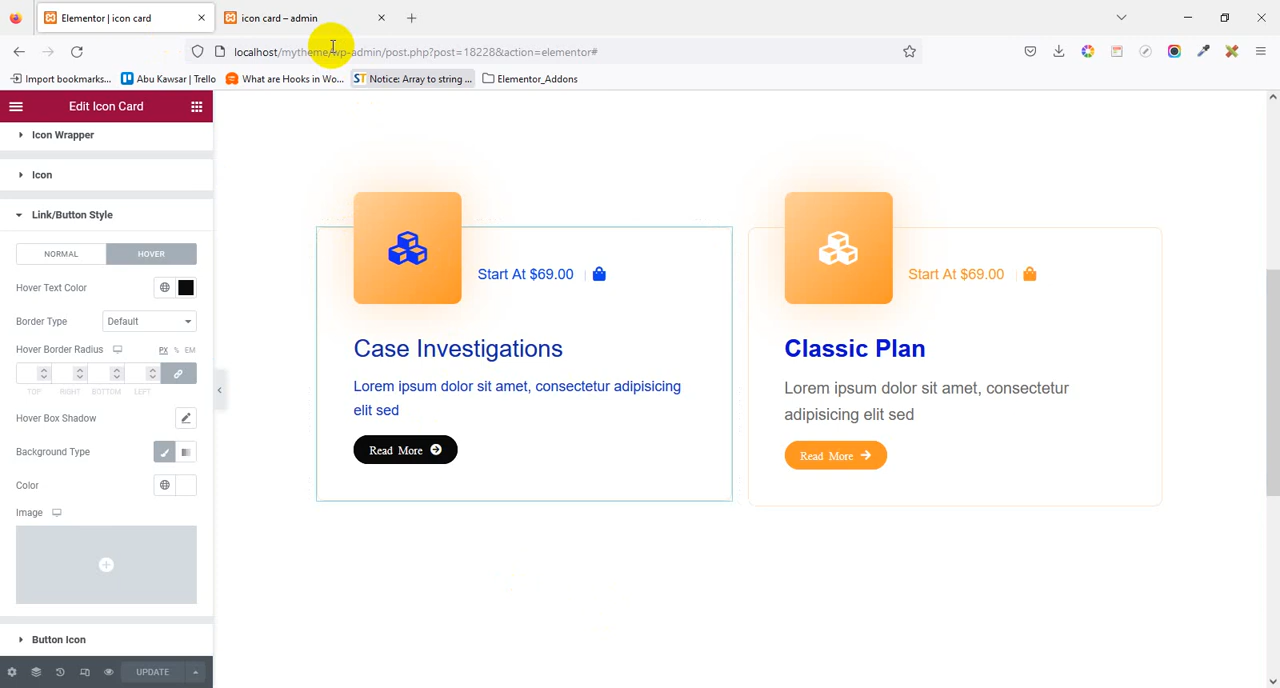 Elementor | icon card
icon card – admin
localhost/mytheme/wp-admin/post.php?post=18228&action=elementor#
Import bookmarks...
Abu Kawsar | Trello
What are Hooks in Wo...
ST Notice: Array to string ...
Elementor_Addons
Edit Icon Card
Icon Wrapper
Icon
Link/Button Style
NORMAL
HOVER
Hover Text Color
Border Type
Default
Hover Border Radius
PX % EM
TOP RIGHT BOTTOM LEFT
Hover Box Shadow
Background Type
Color
Image
Button Icon
UPDATE
Start At $69.00
Case Investigations
Lorem ipsum dolor sit amet, consectetur adipisicing
elit sed
Read More
Start At $69.00
Classic Plan
Lorem ipsum dolor sit amet, consectetur
adipisicing elit sed
Read More